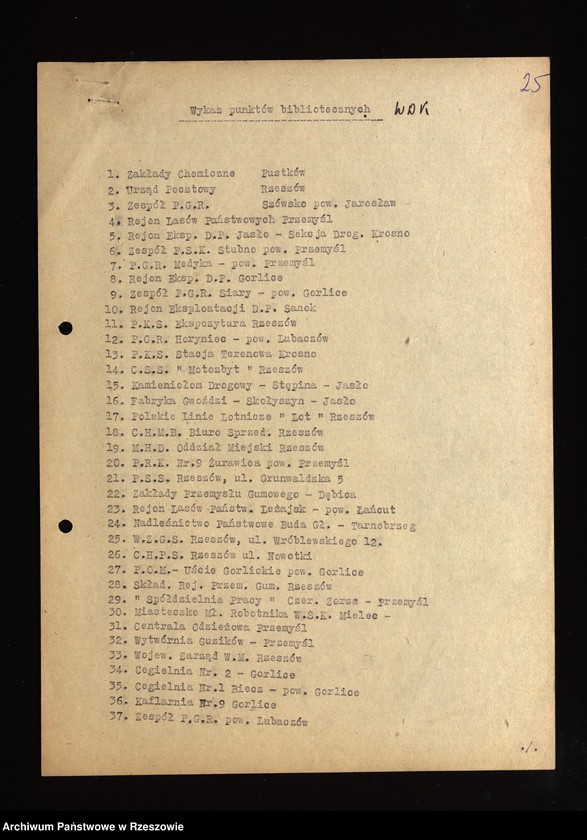 25
Wykaz punktów bibliotecznych WDK
1. Zakłady Chemiczne Pustków
2. Urząd Pocztowy Rzeszów
3. Zespół P.G.R. Szówsko pow. Jarosław
4. Rejon Lasów Państwowych Przemyśl
5. Rejon Eksp. D.P. Jasło - Sekcja Drog. Krosno
6. Zespół P.S.K. Stubno pow. Przemyśl
7. P.G.R. Medyka - pow. Przemyśl
8. Rejon Eksp. D.P. Gorlice
9. Zespół P.G.R. Siary - pow. Gorlice
10. Rejon Eksploatacji D.P. Sanok
11. P.K.S. Ekspozytura Rzeszów
12. P.G.R. Horyniec - pow. Lubaczów
13. P.K.S. Stacja Terenowa Krosno
14. C.S.S. " Motozbyt " Rzeszów
15. Kamieniołom Drogowy - Stępina - Jasło
16. Fabryka Gwoździ - Skołyszyn - Jasło
17. Polskie Linie Lotnicze " Lot " Rzeszów
18. C.H.M.B. Biuro Sprzed. Rzeszów
19. M.H.D. Oddział Miejski Rzeszów
20. P.R.K. Nr.9 Żurawica pow. Przemyśl
21. P.S.S. Rzeszów, ul. Grunwaldzka 5
22. Zakłady Przemysłu Gumowego - Dębica
23. Rejon Lasów Państw. Leżajsk - pow. Łańcut
24. Nadleśnictwo Państwowe Buda Gł. - Tarnobrzeg
25. W.Z.G.S. Rzeszów, ul. Wróblewskiego 12.
26. C.H.P.S. Rzeszów ul. Nowotki
27. P.O.M.- Uście Gorlickie pow. Gorlice
28. Skład. Rej. Przem. Gum. Rzeszów
29. " Spółdzielnia Pracy " Czer. Zorza - Przemyśl
30. Miasteczko Mł. Robotnika W.S.K. Mielec -
31. Centrala Odzieżowa Przemyśl
32. Wytwórnia Guzików - Przemyśl
33. Wojew. Zarząd W.M. Rzeszów
34. Cegielnia Nr. 2 - Gorlice
35. Cegielnia Nr.1 Biecz - pow. Gorlice
36. Kaflarnia Nr.9 Gorlice
37. Zespół P.G.R. pow. Lubaczów
./.
Archiwum Państwowe w Rzeszowie